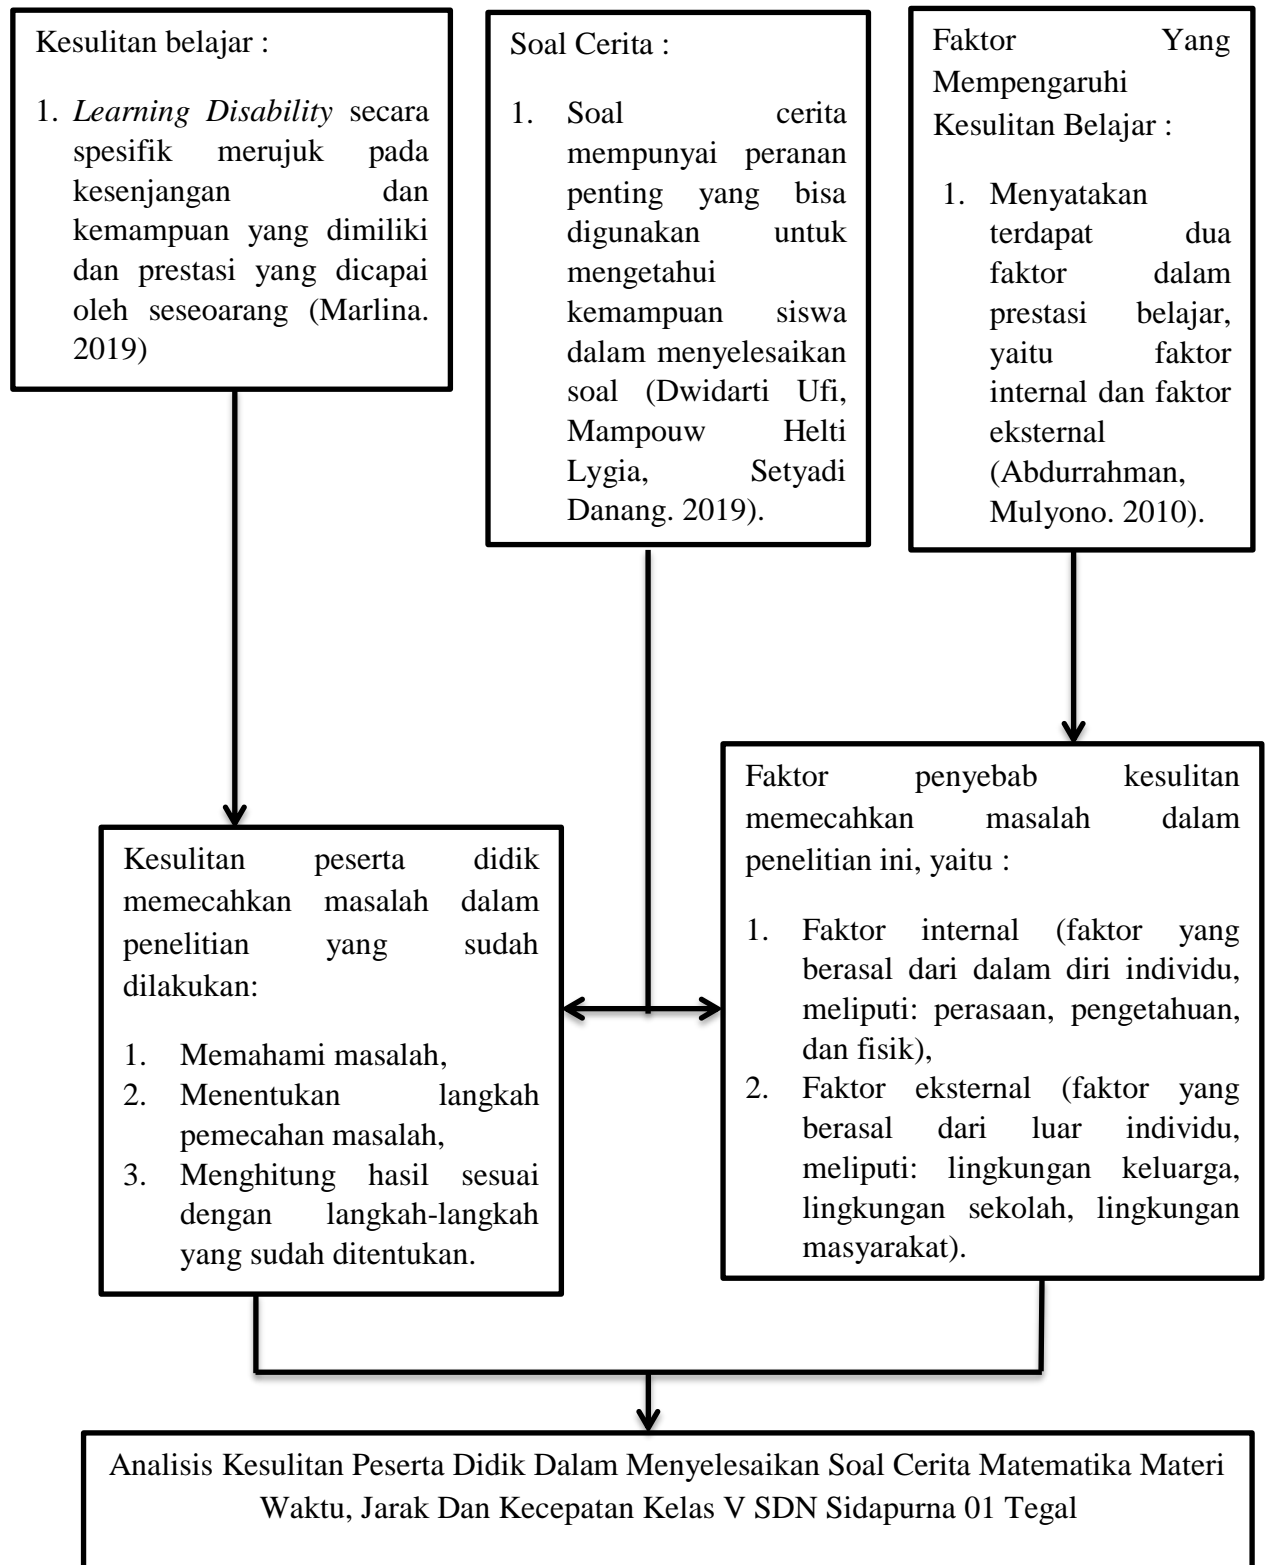 Kesulitan belajar :
1. Learning Disability secara
spesifik merujuk pada
kesenjangan dan
kemampuan yang dimiliki
dan prestasi yang dicapai
oleh seseoarang (Marlina.
2019)
Soal Cerita :
1. Soal cerita
mempunyai peranan
penting yang bisa
digunakan untuk
mengetahui
kemampuan siswa
dalam menyelesaikan
soal (Dwidarti Ufi,
Mampouw Helti
Lygia, Setyadi
Danang. 2019).
Faktor Yang
Mempengaruhi
Kesulitan Belajar :
1. Menyatakan
terdapat dua
faktor dalam
prestasi belajar,
yaitu faktor
internal dan faktor
eksternal
(Abdurrahman,
Mulyono. 2010).
Kesulitan peserta didik
memecahkan masalah dalam
penelitian yang sudah
dilakukan:
1. Memahami masalah,
2. Menentukan langkah
pemecahan masalah,
3. Menghitung hasil sesuai
dengan langkah-langkah
yang sudah ditentukan.
Faktor penyebab kesulitan
memecahkan masalah dalam
penelitian ini, yaitu :
1. Faktor internal (faktor yang
berasal dari dalam diri individu,
meliputi: perasaan, pengetahuan,
dan fisik),
2. Faktor eksternal (faktor yang
berasal dari luar individu,
meliputi: lingkungan keluarga,
lingkungan sekolah, lingkungan
masyarakat).
Analisis Kesulitan Peserta Didik Dalam Menyelesaikan Soal Cerita Matematika Materi
Waktu, Jarak Dan Kecepatan Kelas V SDN Sidapurna 01 Tegal